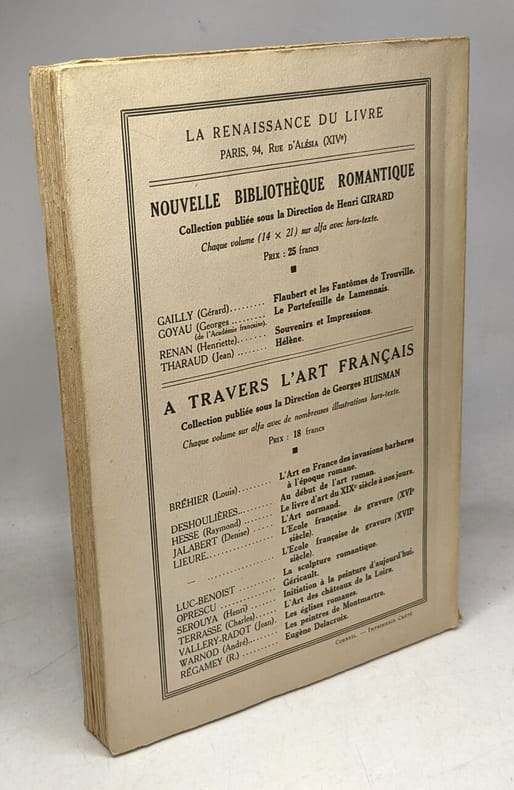 LA RENAISSANCE DU LIVRE
PARIS, 94, Rue d'Alésia (XIVe)
NOUVELLE BIBLIOTHÈQUE ROMANTIQUE
Collection publiée sous la Direction de Henri GIRARD
Chaque volume (14 × 21) sur alfa avec hors-texte.
Prix : 25 francs
GAILLY (Gérard)........ Flaubert et les Fantômes de Trouville.
GOYAU (Georges ........ Le Portefeuille de Lamennais.
(de l'Académie française).
RENAN (Henriette)....... Souvenirs et Impressions.
THARAUD (Jean) ....... Hélène.
A TRAVERS L'ART FRANÇAIS
Collection publiée sous la Direction de Georges HUISMAN
Chaque volume sur alfa avec de nombreuses illustrations hors-texte.
Prix : 18 francs
BRÉHIER (Louis)........ L'Art en France des invasions barbares
à l'époque romane.
DESHOULIÈRES........ Au début de l'art roman.
HESSE (Raymond) ....... Le livre d'art du XIXe siècle à nos jours.
JALABERT (Denise) ...... L'Art normand.
LIEURE............ L'Ecole française de gravure (XVIe
siècle).
— ............ L'Ecole française de gravure (XVIIe
siècle).
LUC-BENOIST ......... La sculpture romantique.
OPRESCU ............ Géricault.
SEROUYA (Henri) ....... Initiation à la peinture d'aujourd'hui.
TERRASSE (Charles)...... L'Art des châteaux de la Loire.
VALLERY-RADOT (Jean). Les églises romanes.
WARNOD (André)....... Les peintres de Montmartre.
RÉGAMEY (R.) ......... Eugène Delacroix.
Corbeil. — Imprimerie Crété